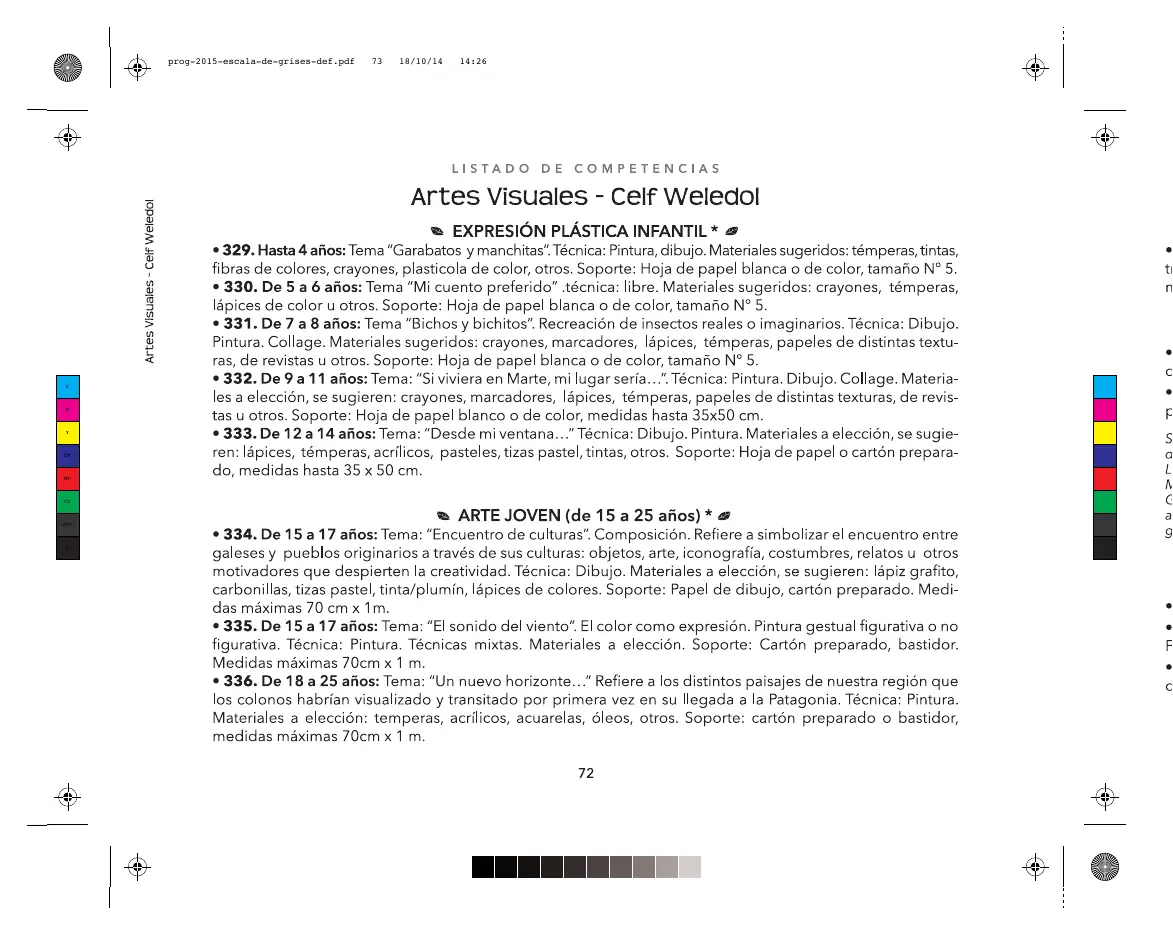 prog-2015-escala-de-grises-def.pdf 73 18/10/14 14:26
LISTADO DE COMPETENCIAS
Artes Visuales - Celf Weledol
Artes Visuales - Celf Weledol
EXPRESIÓN PLÁSTICA INFANTIL *
• 329. Hasta 4 años: Tema “Garabatos y manchitas”. Técnica: Pintura, dibujo. Materiales sugeridos: témperas, tintas,
fibras de colores, crayones, plasticola de color, otros. Soporte: Hoja de papel blanca o de color, tamaño N° 5.
• 330. De 5 a 6 años: Tema “Mi cuento preferido” .técnica: libre. Materiales sugeridos: crayones, témperas,
lápices de color u otros. Soporte: Hoja de papel blanca o de color, tamaño N° 5.
• 331. De 7 a 8 años: Tema “Bichos y bichitos”. Recreación de insectos reales o imaginarios. Técnica: Dibujo.
Pintura. Collage. Materiales sugeridos: crayones, marcadores, lápices, témperas, papeles de distintas textu-
ras, de revistas u otros. Soporte: Hoja de papel blanca o de color, tamaño N° 5.
• 332. De 9 a 11 años: Tema: “Si viviera en Marte, mi lugar sería…”. Técnica: Pintura. Dibujo. Collage. Materia-
les a elección, se sugieren: crayones, marcadores, lápices, témperas, papeles de distintas texturas, de revis-
tas u otros. Soporte: Hoja de papel blanco o de color, medidas hasta 35x50 cm.
• 333. De 12 a 14 años: Tema: “Desde mi ventana…” Técnica: Dibujo. Pintura. Materiales a elección, se sugie-
ren: lápices, témperas, acrílicos, pasteles, tizas pastel, tintas, otros. Soporte: Hoja de papel o cartón prepara-
do, medidas hasta 35 x 50 cm.
ARTE JOVEN (de 15 a 25 años) *
• 334. De 15 a 17 años: Tema: “Encuentro de culturas”. Composición. Refiere a simbolizar el encuentro entre
galeses y pueblos originarios a través de sus culturas: objetos, arte, iconografía, costumbres, relatos u otros
motivadores que despierten la creatividad. Técnica: Dibujo. Materiales a elección, se sugieren: lápiz grafito,
carbonillas, tizas pastel, tinta/plumín, lápices de colores. Soporte: Papel de dibujo, cartón preparado. Medi-
das máximas 70 cm x 1m.
• 335. De 15 a 17 años: Tema: “El sonido del viento”. El color como expresión. Pintura gestual figurativa o no
figurativa. Técnica: Pintura. Técnicas mixtas. Materiales a elección. Soporte: Cartón preparado, bastidor.
Medidas máximas 70cm x 1 m.
• 336. De 18 a 25 años: Tema: “Un nuevo horizonte…” Refiere a los distintos paisajes de nuestra región que
los colonos habrían visualizado y transitado por primera vez en su llegada a la Patagonia. Técnica: Pintura.
Materiales a elección: temperas, acrílicos, acuarelas, óleos, otros. Soporte: cartón preparado o bastidor,
medidas máximas 70cm x 1 m.
72